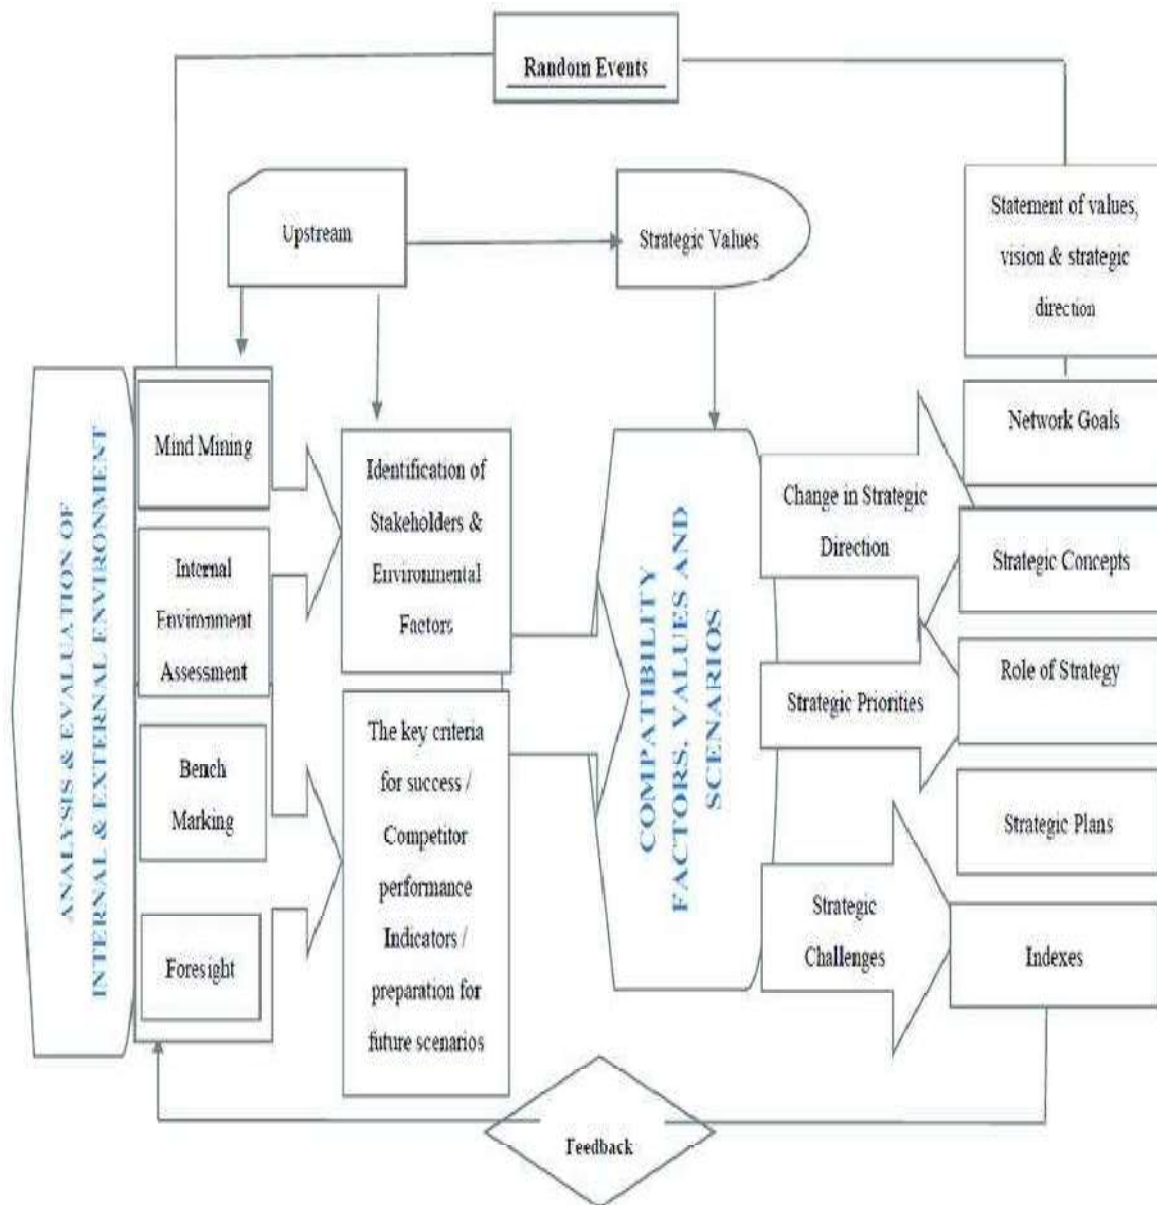 Random Events
Upstream
Strategic Values
Statement of values,
vision & strategic
direction
ANALYSIS & EVALUATION OF
INTERNAL & EXTERNAL ENVIRONMENT
Mind Mining
Internal
Environment
Assessment
Bench
Marking
Foresight
Identification of
Stakeholders &
Environmental
Factors
The key criteria
for success /
Competitor
performance
Indicators /
preparation for
future scenarios
COMPATIBILITY
FACTORS, VALUES AND
SCENARIOS
Change in Strategic
Direction
Strategic Priorities
Strategic
Challenges
Network Goals
Strategic Concepts
Role of Strategy
Strategic Plans
Indexes
Feedback